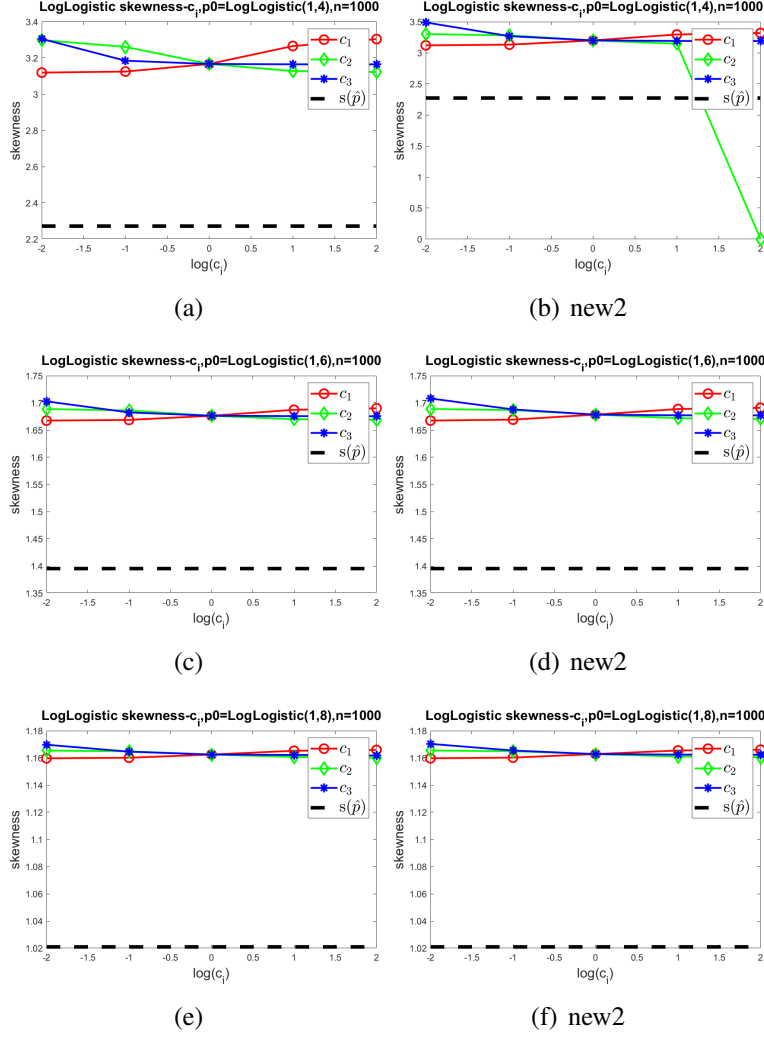 LogLogistic skewness-c_i,p0=LogLogistic(1,4),n=1000
3.4
3.2
3
2.8
2.6
2.4
2.2
skewness
-2 -1.5 -1 -0.5 0 0.5 1 1.5 2
log(c_i)
c_1
c_2
c_3
s(p̂)
(a)
LogLogistic skewness-c_i,p0=LogLogistic(1,4),n=1000
3.5
3
2.5
2
1.5
1
0.5
0
skewness
-2 -1.5 -1 -0.5 0 0.5 1 1.5 2
log(c_i)
c_1
c_2
c_3
s(p̂)
(b) new2
LogLogistic skewness-c_i,p0=LogLogistic(1,6),n=1000
1.75
1.7
1.65
1.6
1.55
1.5
1.45
1.4
1.35
skewness
-2 -1.5 -1 -0.5 0 0.5 1 1.5 2
log(c_i)
c_1
c_2
c_3
s(p̂)
(c)
LogLogistic skewness-c_i,p0=LogLogistic(1,6),n=1000
1.75
1.7
1.65
1.6
1.55
1.5
1.45
1.4
1.35
skewness
-2 -1.5 -1 -0.5 0 0.5 1 1.5 2
log(c_i)
c_1
c_2
c_3
s(p̂)
(d) new2
LogLogistic skewness-c_i,p0=LogLogistic(1,8),n=1000
1.18
1.16
1.14
1.12
1.1
1.08
1.06
1.04
1.02
skewness
-2 -1.5 -1 -0.5 0 0.5 1 1.5 2
log(c_i)
c_1
c_2
c_3
s(p̂)
(e)
LogLogistic skewness-c_i,p0=LogLogistic(1,8),n=1000
1.18
1.16
1.14
1.12
1.1
1.08
1.06
1.04
1.02
skewness
-2 -1.5 -1 -0.5 0 0.5 1 1.5 2
log(c_i)
c_1
c_2
c_3
s(p̂)
(f) new2